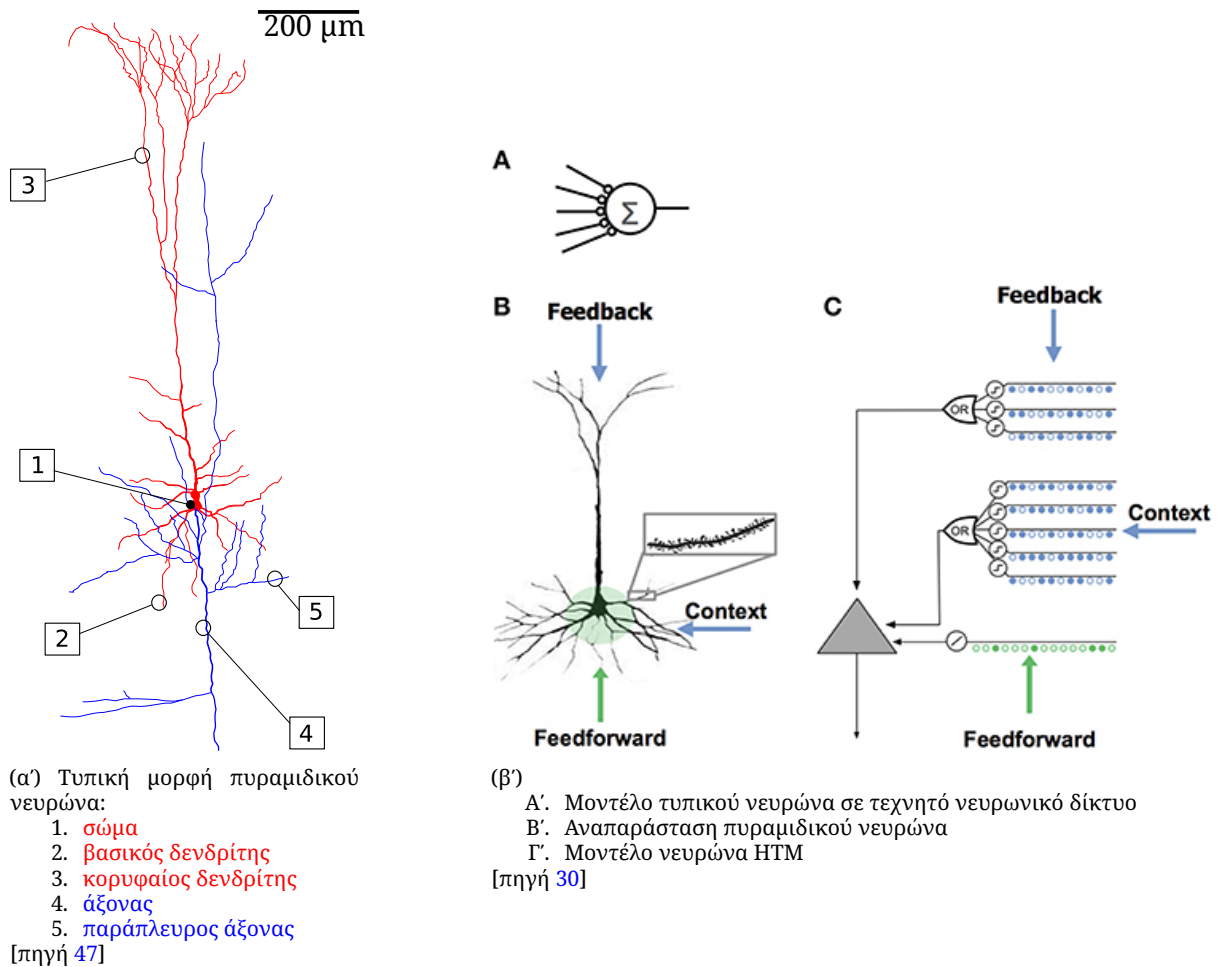 200 μm
3
1
2
5
4
(α′) Τυπική μορφή πυραμιδικού
νευρώνα:
1. σώμα
2. βασικός δενδρίτης
3. κορυφαίος δενδρίτης
4. άξονας
5. παράπλευρος άξονας
[πηγή 47]
A
Σ
B
Feedback
Context
Feedforward
C
Feedback
OR
OR
Context
Feedforward
(β′)
Α′. Μοντέλο τυπικού νευρώνα σε τεχνητό νευρωνικό δίκτυο
Β′. Αναπαράσταση πυραμιδικού νευρώνα
Γ′. Μοντέλο νευρώνα HTM
[πηγή 30]